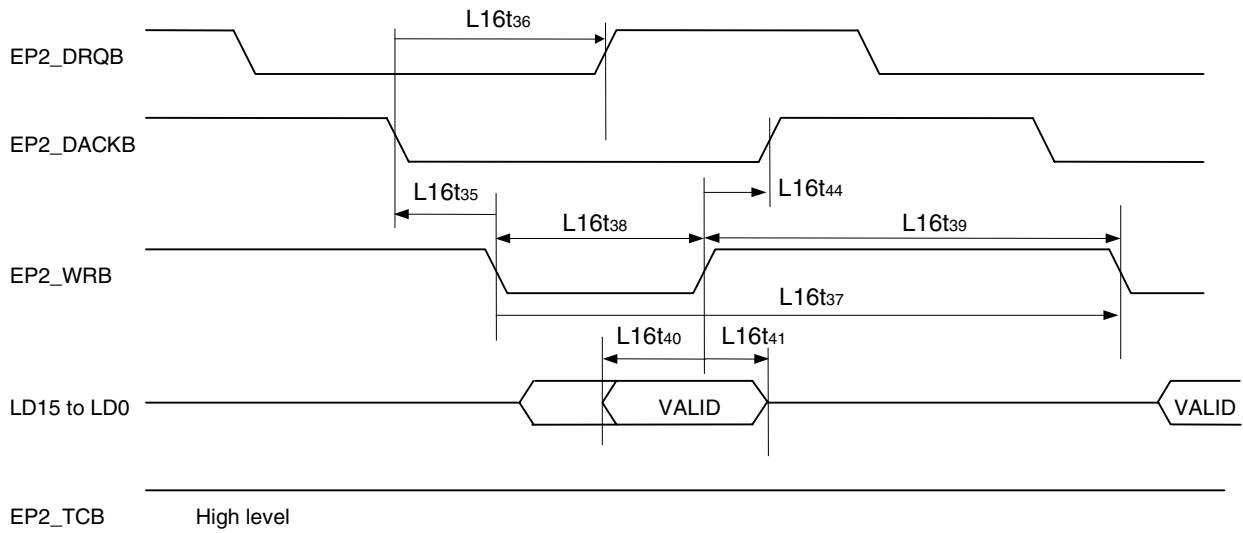 L16t36
EP2_DRQB
EP2_DACKB
L16t35
L16t44
L16t38
L16t39
EP2_WRB
L16t37
L16t40
L16t41
LD15 to LD0
VALID
VALID
EP2_TCB
High level